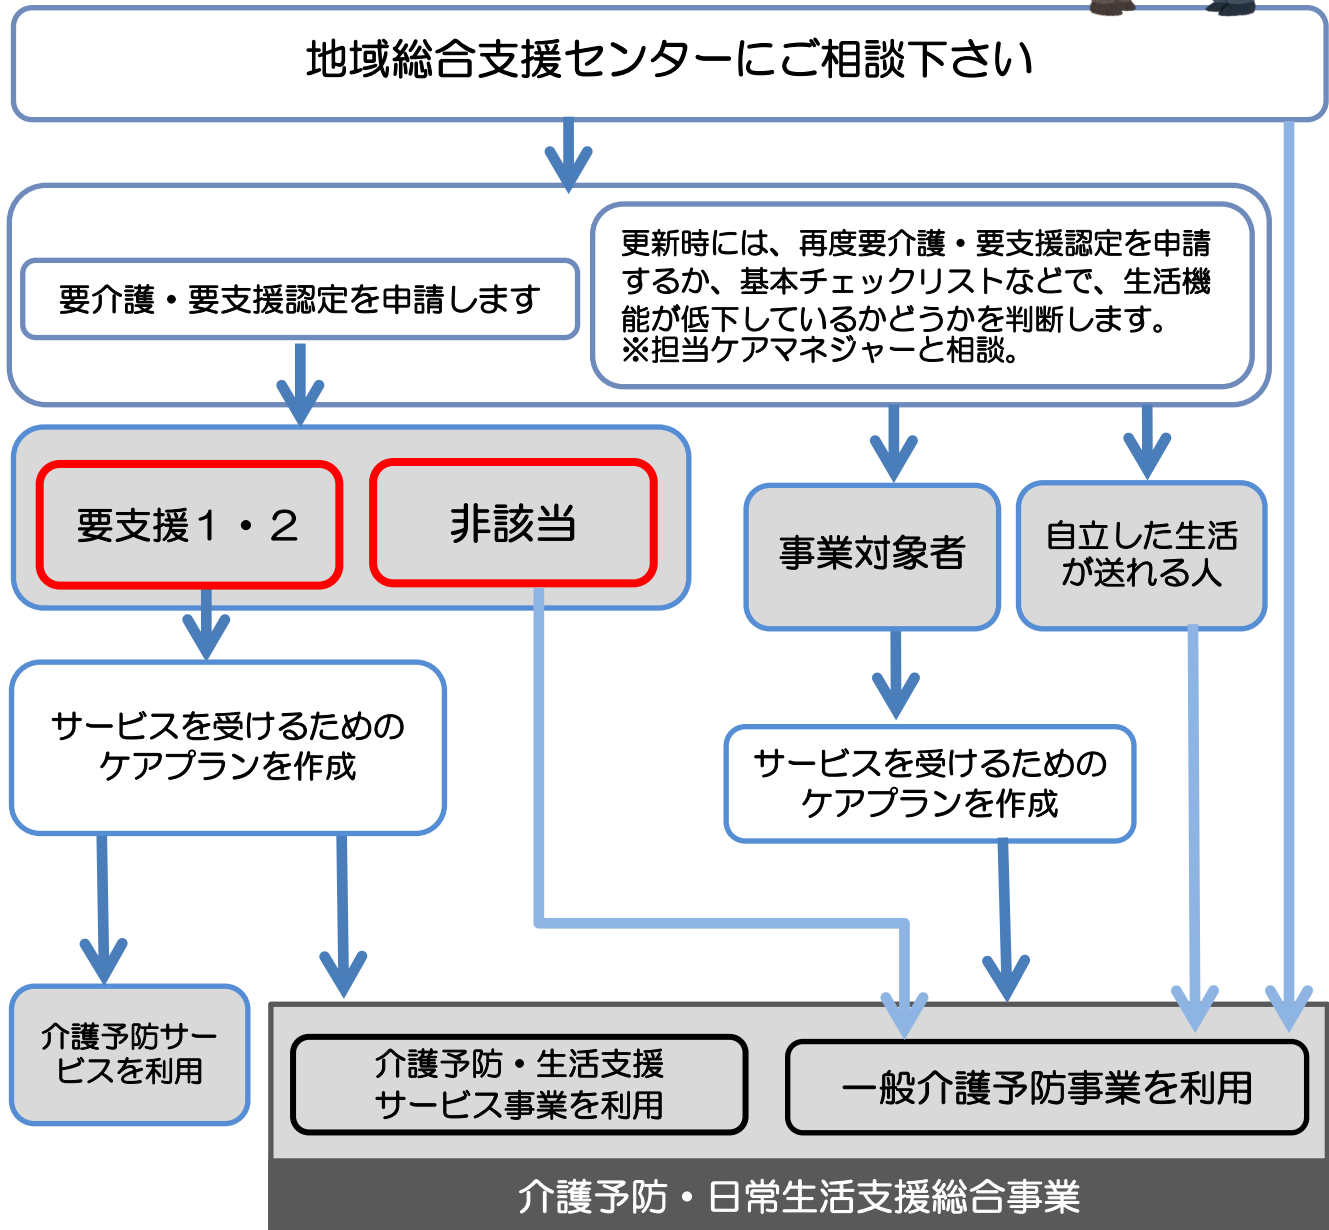 地域総合支援センターにご相談下さい
要介護・要支援認定を申請します
更新時には、再度要介護・要支援認定を申請
するか、基本チェックリストなどで、生活機
能が低下しているかどうかを判断します。
※担当ケアマネジャーと相談。
要支援１・２
非該当
事業対象者
自立した生活
が送れる人
サービスを受けるための
ケアプランを作成
サービスを受けるための
ケアプランを作成
介護予防サー
ビスを利用
介護予防・生活支援
サービス事業を利用
一般介護予防事業を利用
介護予防・日常生活支援総合事業